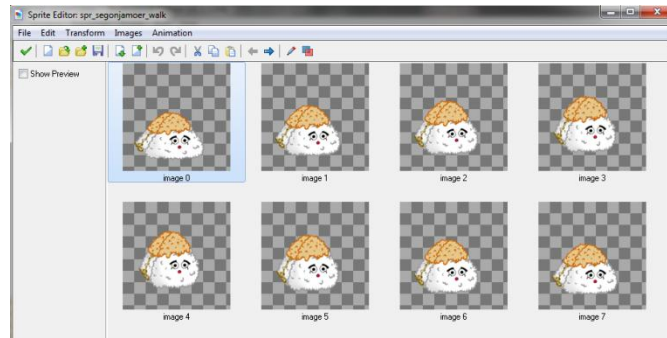 Sprite Editor: spr_segonjamoer_walk
File Edit Transform Images Animation
Show Preview
image 0 image 1 image 2 image 3
image 4 image 5 image 6 image 7